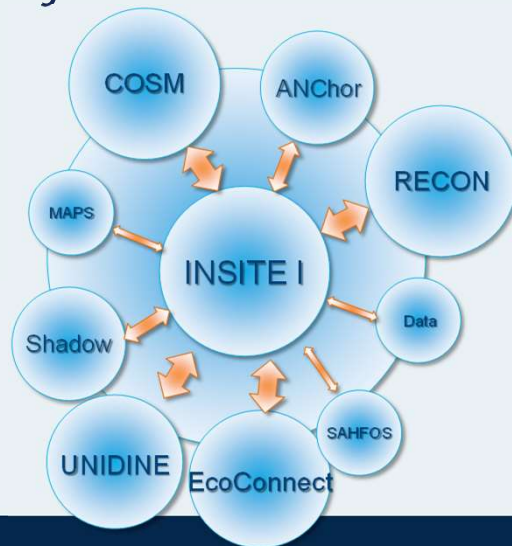 COSM
ANChor
RECON
MAPS
INSITE I
Data
Shadow
SAHFOS
UNIDINE
EcoConnect